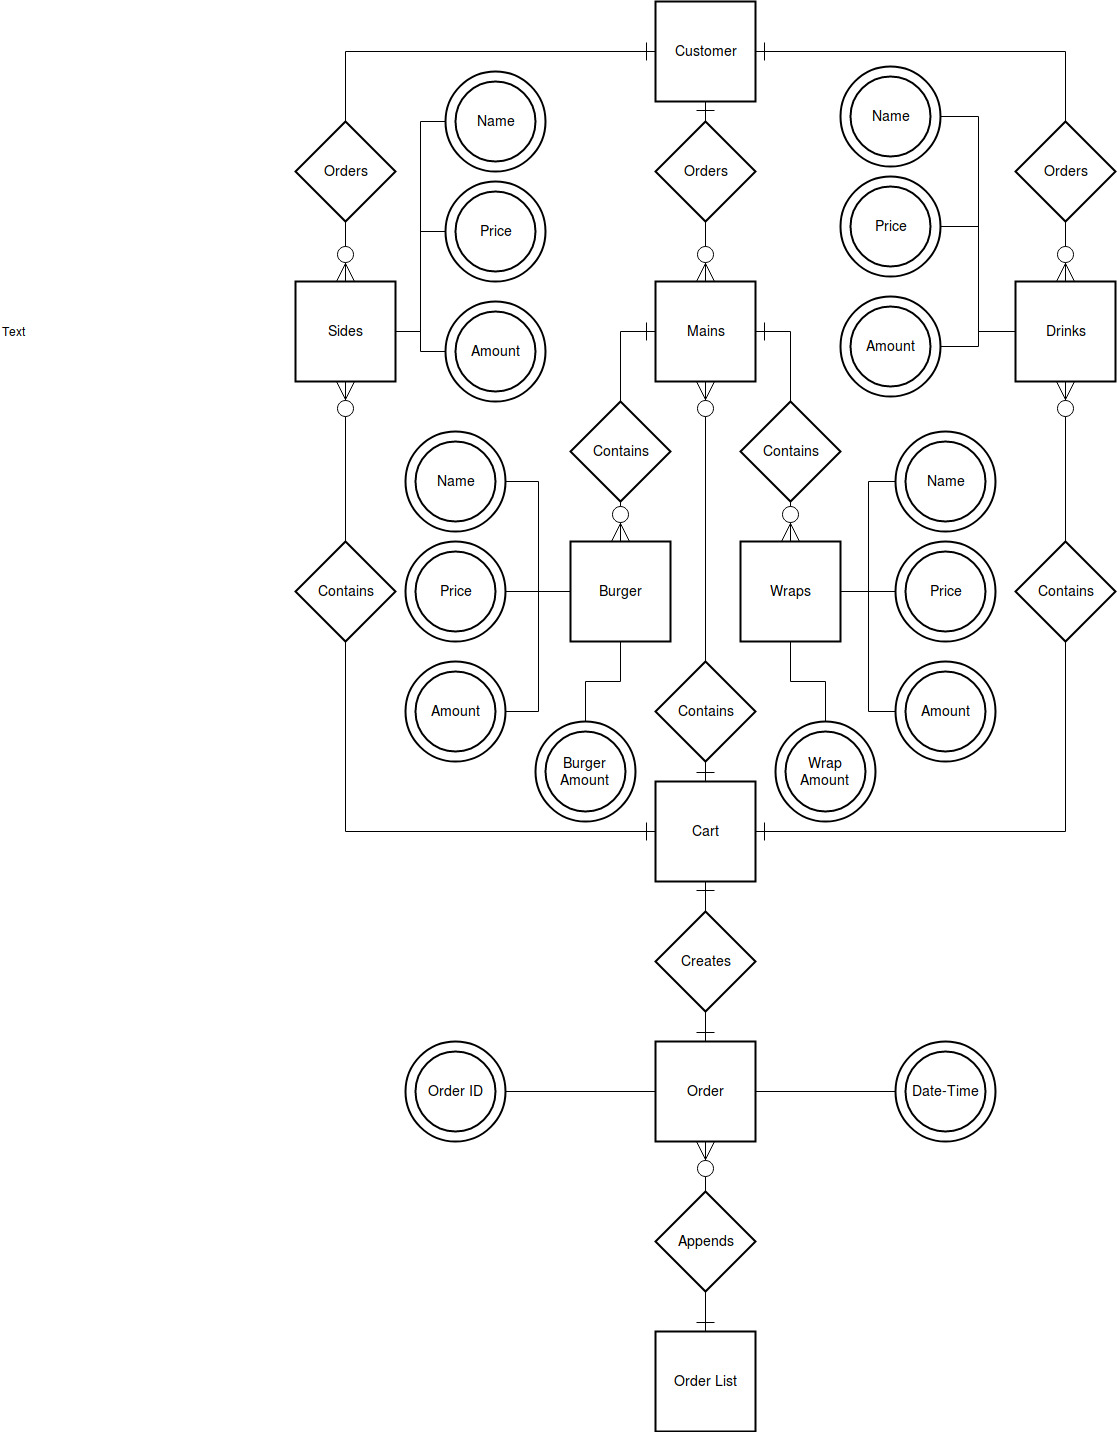 Customer
Name
Name
Orders
Orders
Orders
Price
Price
Text
Sides
Amount
Mains
Amount
Drinks
Name
Contains
Contains
Name
Contains
Price
Burger
Wraps
Price
Contains
Amount
Contains
Amount
Burger
Amount
Wrap
Amount
Cart
Creates
Order ID
Order
Date-Time
Appends
Order List